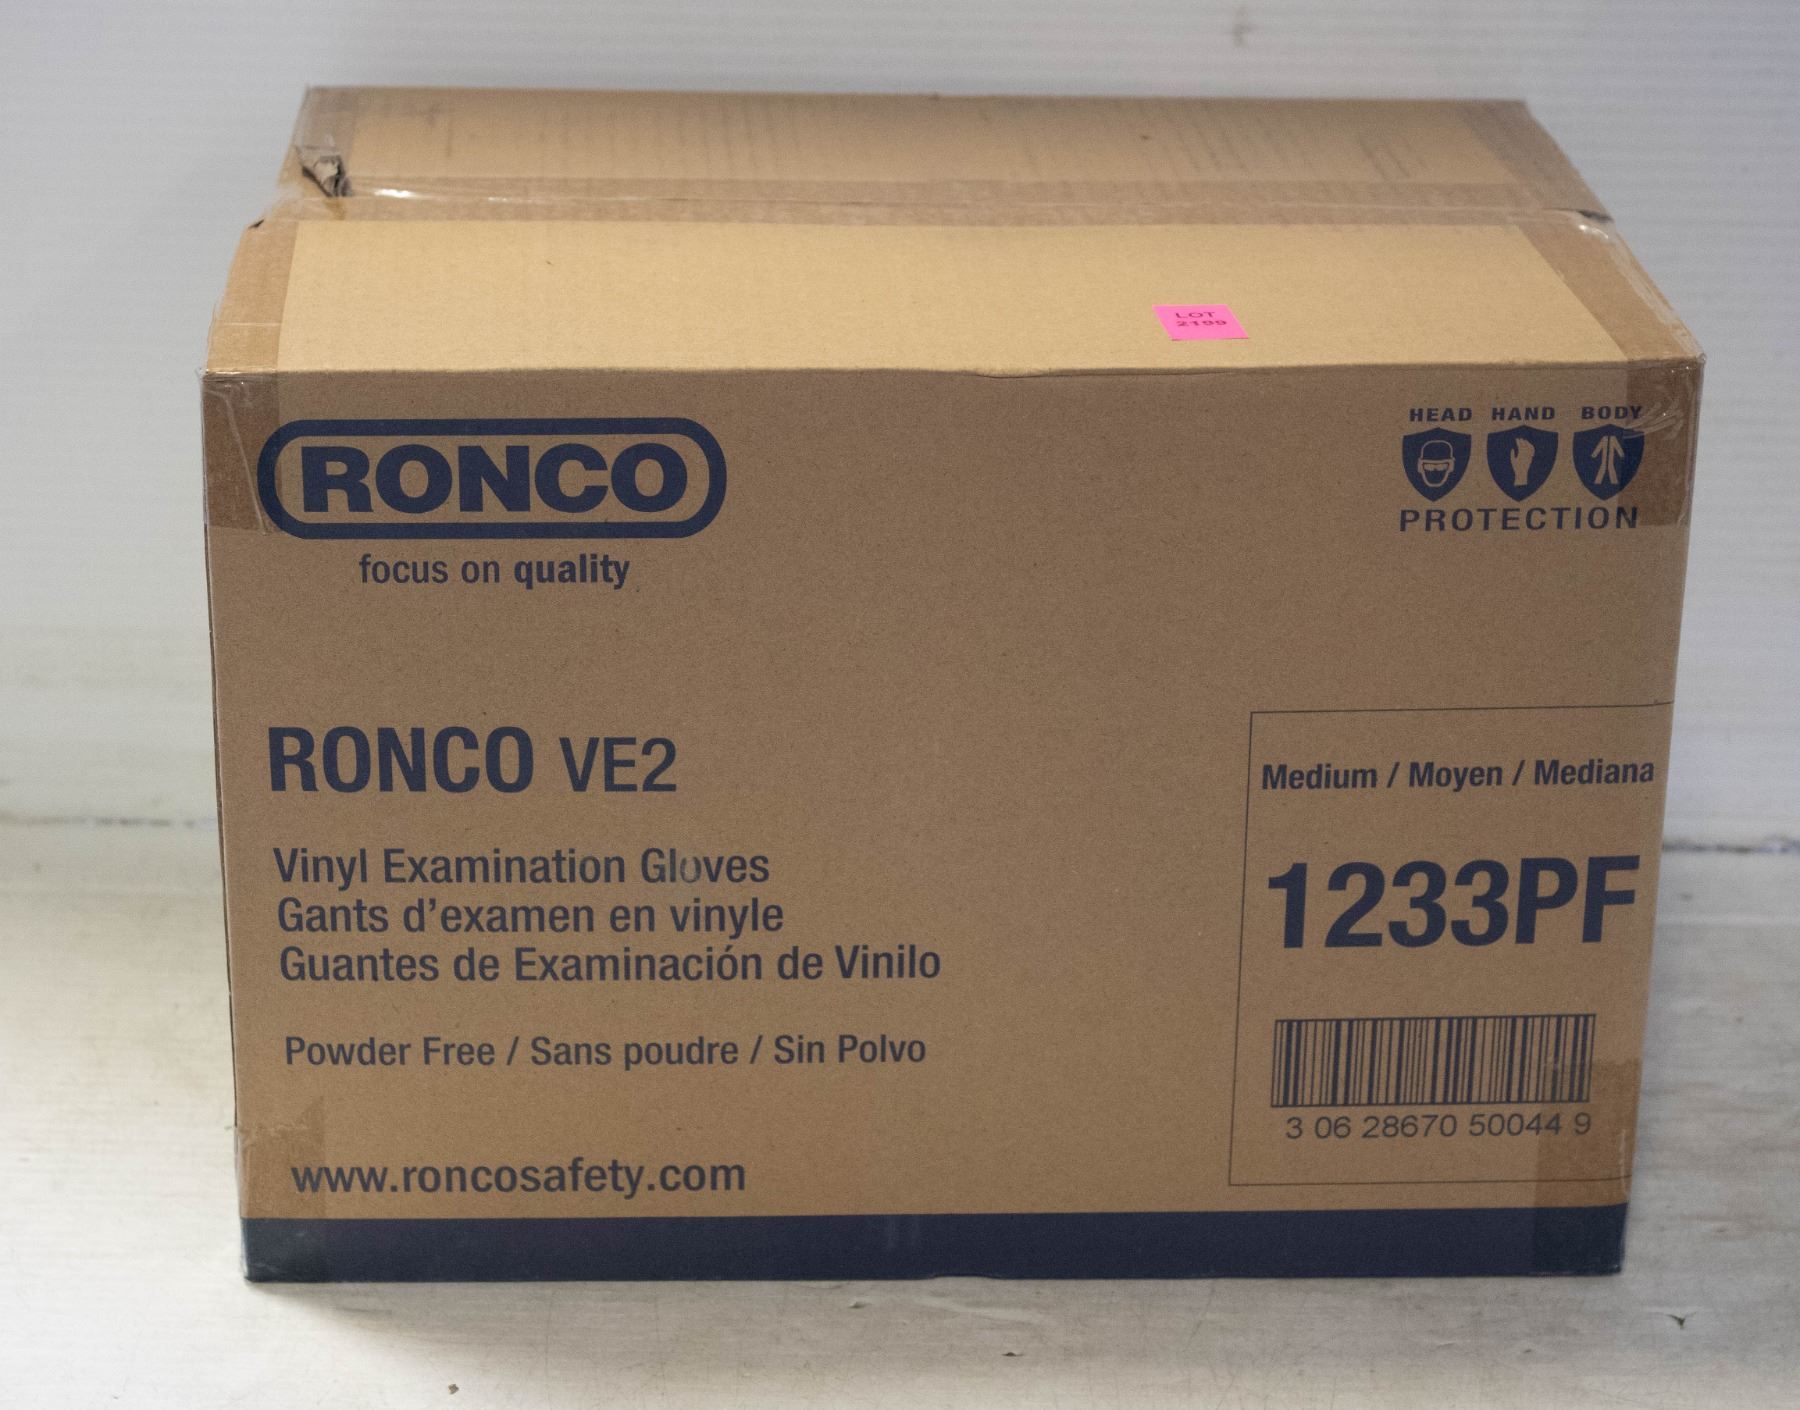 LOT
2199
RONCO
focus on quality
HEAD HAND BODY
PROTECTION
RONCO VE2
Vinyl Examination Gloves
Gants d'examen en vinyle
Guantes de Examinación de Vinilo
Powder Free / Sans poudre / Sin Polvo
www.roncosafety.com
Medium / Moyen / Mediana
1233PF
3 06 28670 50044 9